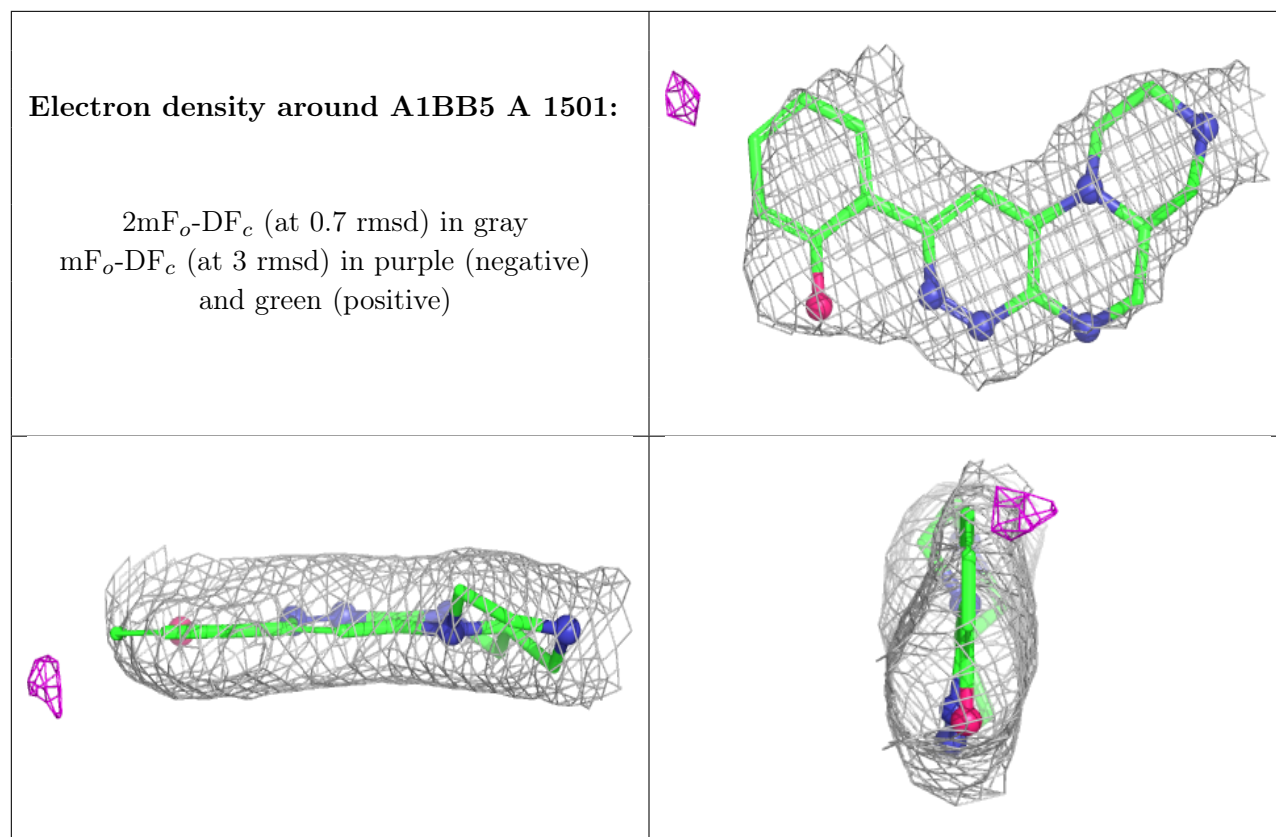 Electron density around A1BB5 A 1501:
2mFₒ-DF𝒸 (at 0.7 rmsd) in gray
mFₒ-DF𝒸 (at 3 rmsd) in purple (negative)
and green (positive)